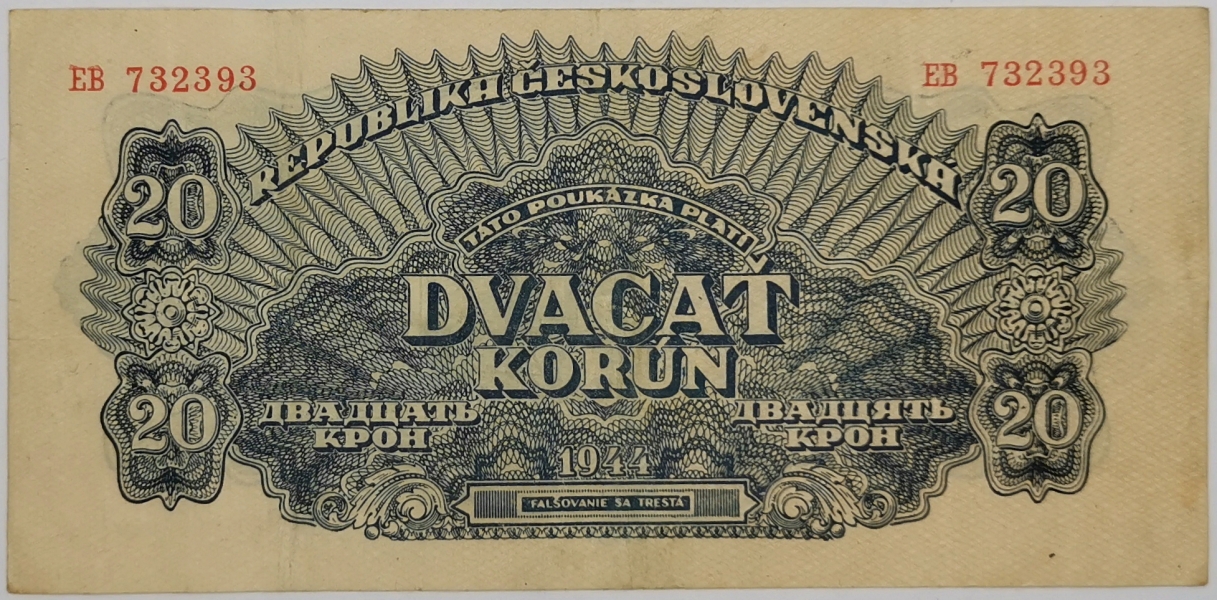 EB 732393
EB 732393
REPUBLIKA ČESKOSLOVENSKÁ
20
20
TÁTO POUKÁZKA PLATÍ
DVACAŤ
KORÚN
20
20
ДВАДЦАТЬ
КРОН
ДВАДЦЯТЬ
КРОН
1944
"FALŠOVANIE SA TRESTÁ"